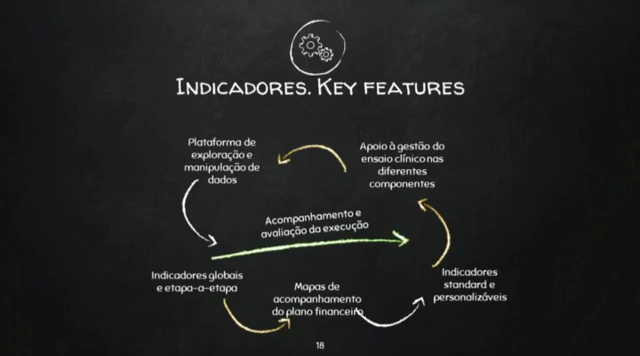 INDICADORES. KEY FEATURES
Plataforma de
exploração e
manipulação de
dados
Apoio à gestão do
ensaio clínico nas
diferentes
componentes
Acompanhamento e
avaliação da execução
Indicadores globais
e etapa-a-etapa
Mapas de
acompanhamento
do plano financeiro
Indicadores
standard e
personalizáveis
18